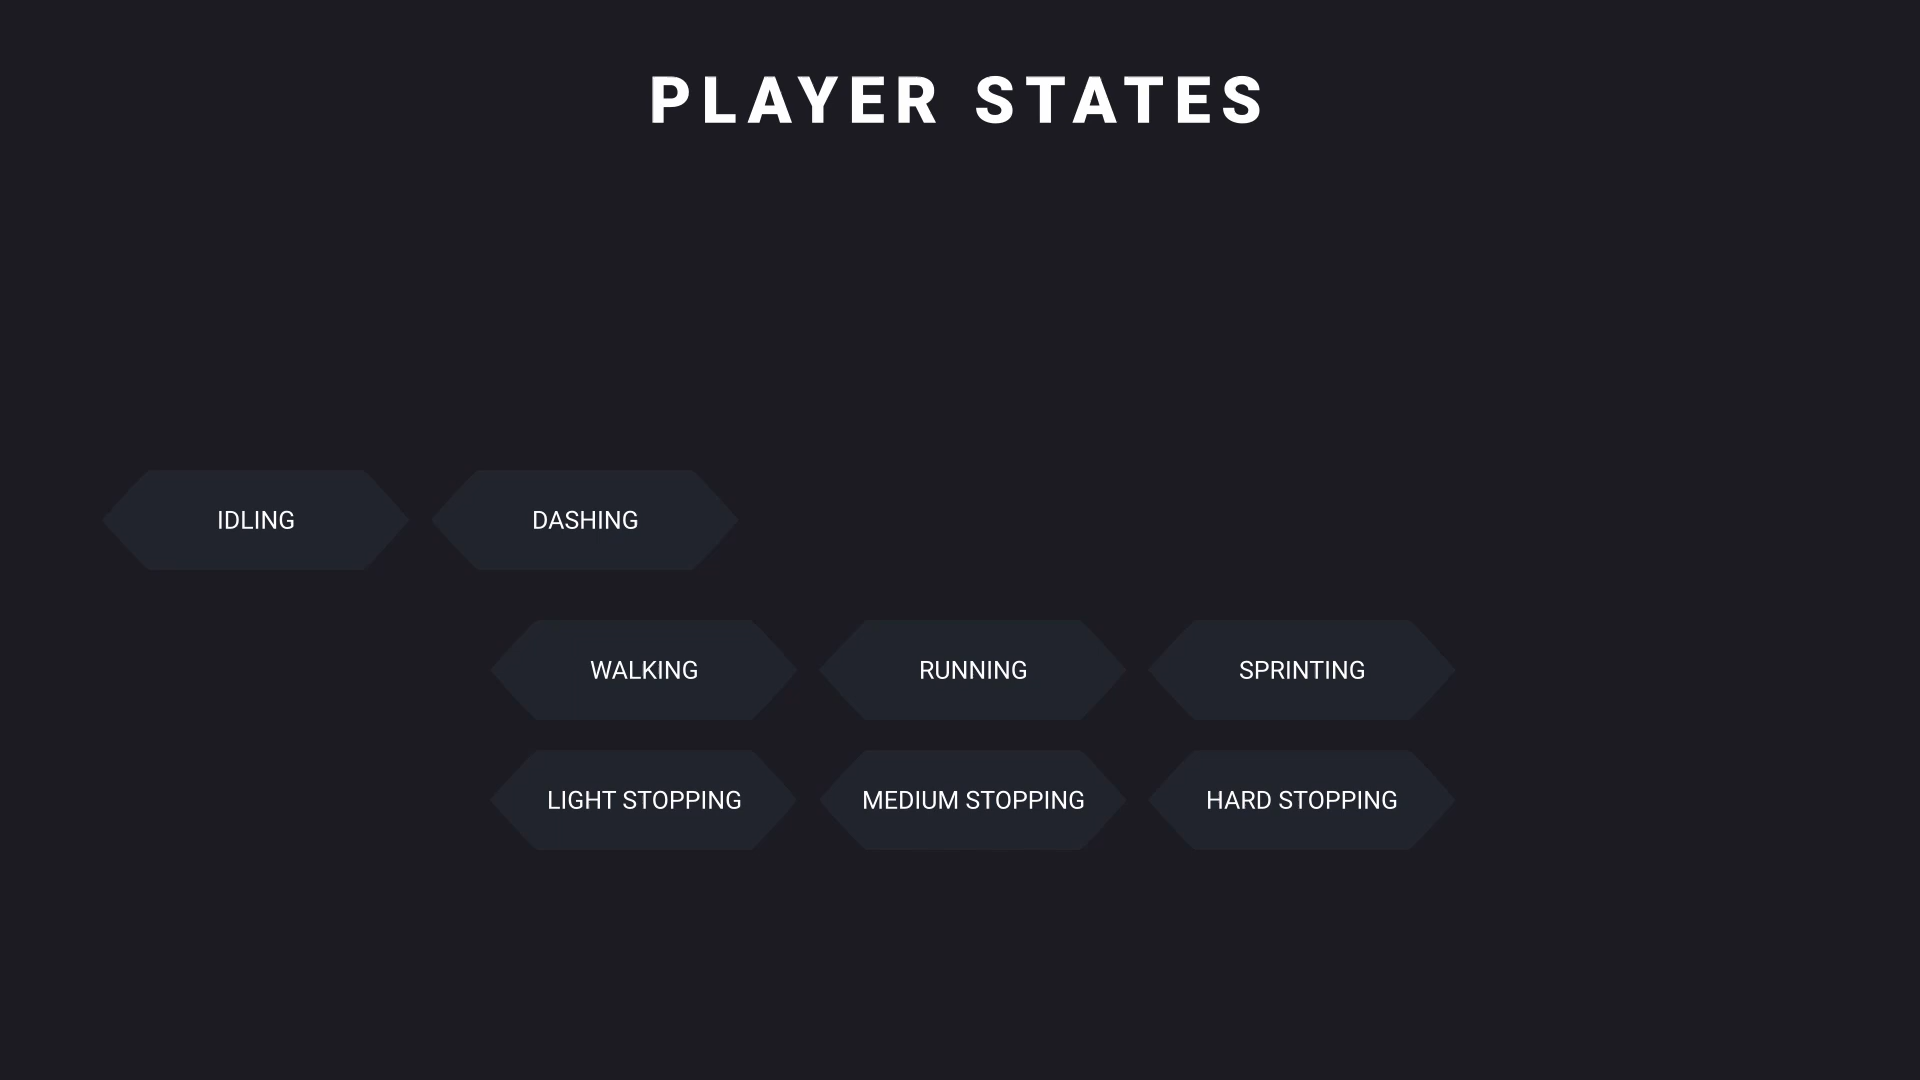 PLAYER STATES
IDLING
DASHING
WALKING
RUNNING
SPRINTING
LIGHT STOPPING
MEDIUM STOPPING
HARD STOPPING